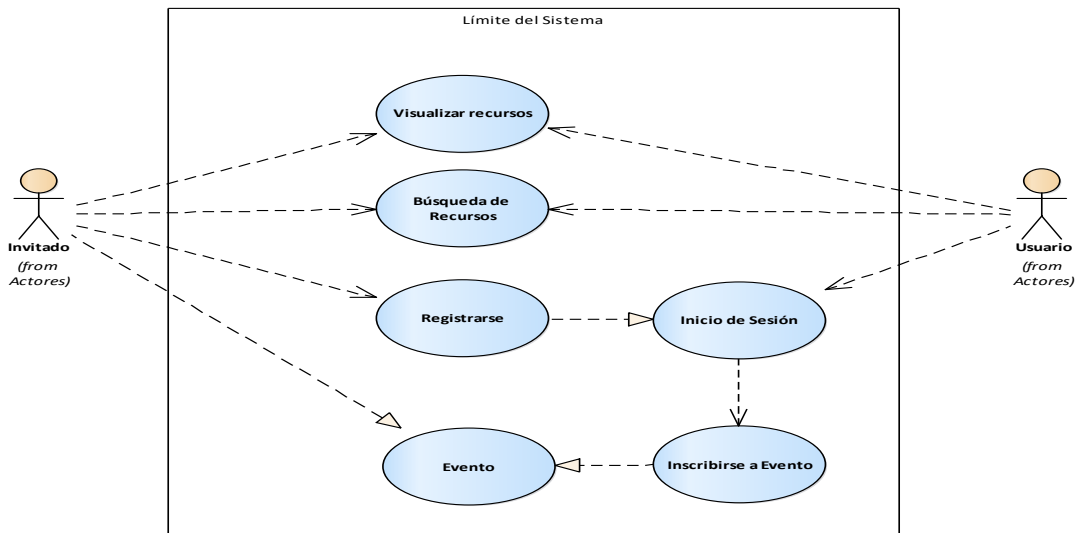 Límite del Sistema
Visualizar recursos
Búsqueda de
Recursos
Invitado
(from
Actores)
Usuario
(from
Actores)
Registrarse
Inicio de Sesión
Evento
Inscribirse a Evento